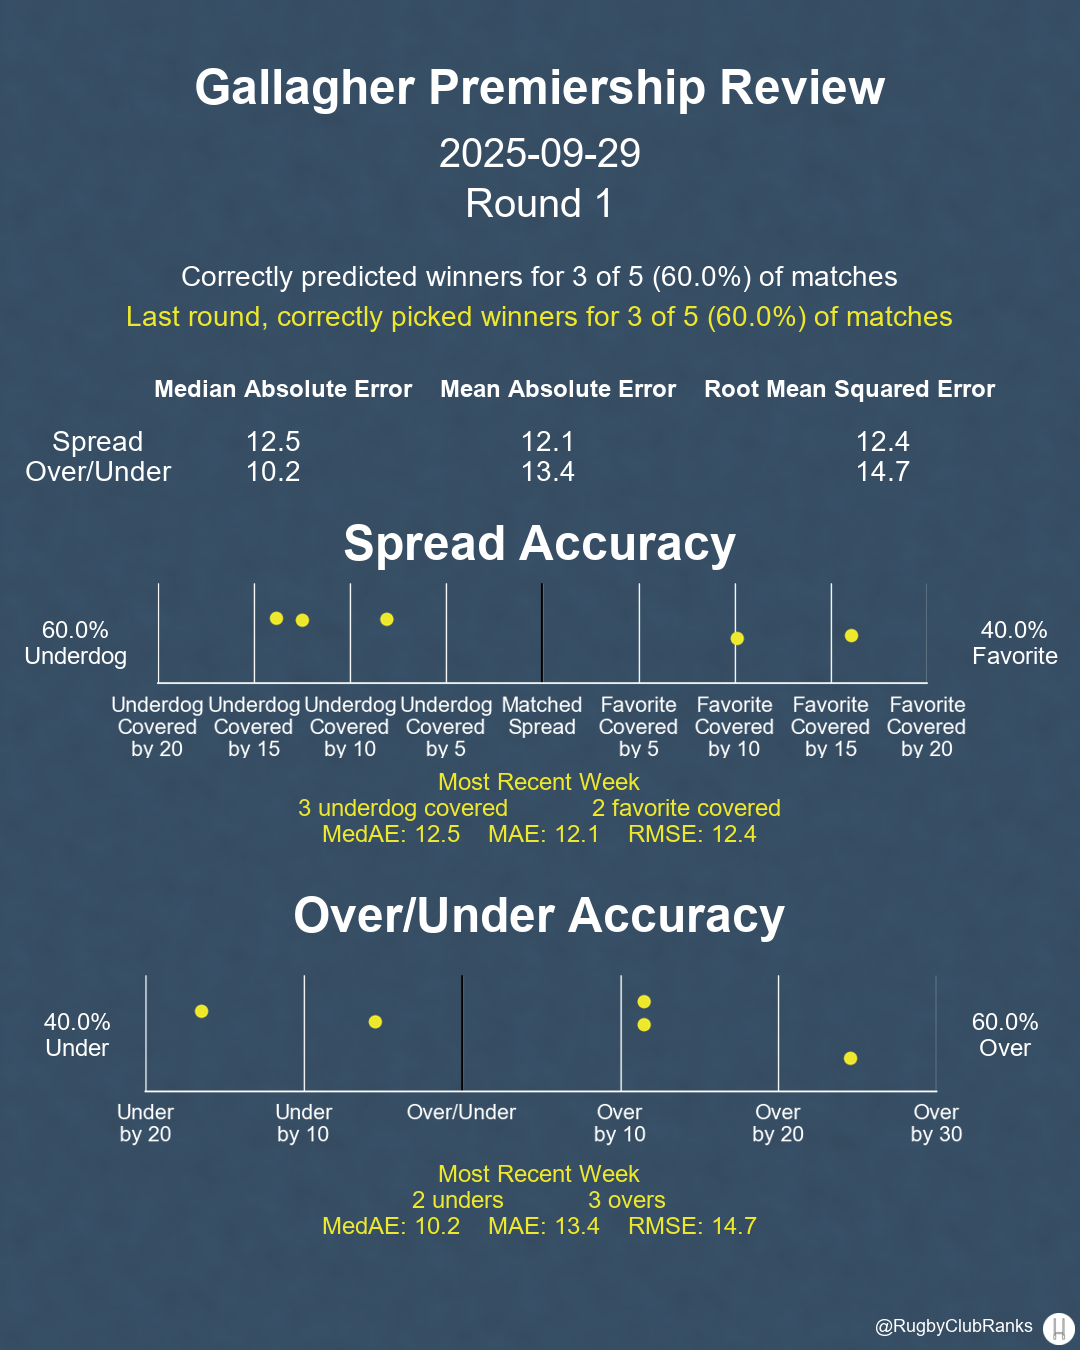 Gallagher Premiership Review
2025-09-29
Round 1
Correctly predicted winners for 3 of 5 (60.0%) of matches
Last round, correctly picked winners for 3 of 5 (60.0%) of matches
Median Absolute Error Mean Absolute Error Root Mean Squared Error
Spread 12.5 12.1 12.4
Over/Under 10.2 13.4 14.7
Spread Accuracy
60.0%
Underdog
40.0%
Favorite
Underdog Underdog Underdog Underdog Matched Favorite Favorite Favorite Favorite
Covered Covered Covered Covered Spread Covered Covered Covered Covered
by 20 by 15 by 10 by 5 by 5 by 10 by 15 by 20
Most Recent Week
3 underdog covered 2 favorite covered
MedAE: 12.5 MAE: 12.1 RMSE: 12.4
Over/Under Accuracy
40.0%
Under
60.0%
Over
Under Under Over/Under Over Over Over
by 20 by 10 by 10 by 20 by 30
Most Recent Week
2 unders 3 overs
MedAE: 10.2 MAE: 13.4 RMSE: 14.7
@RugbyClubRanks